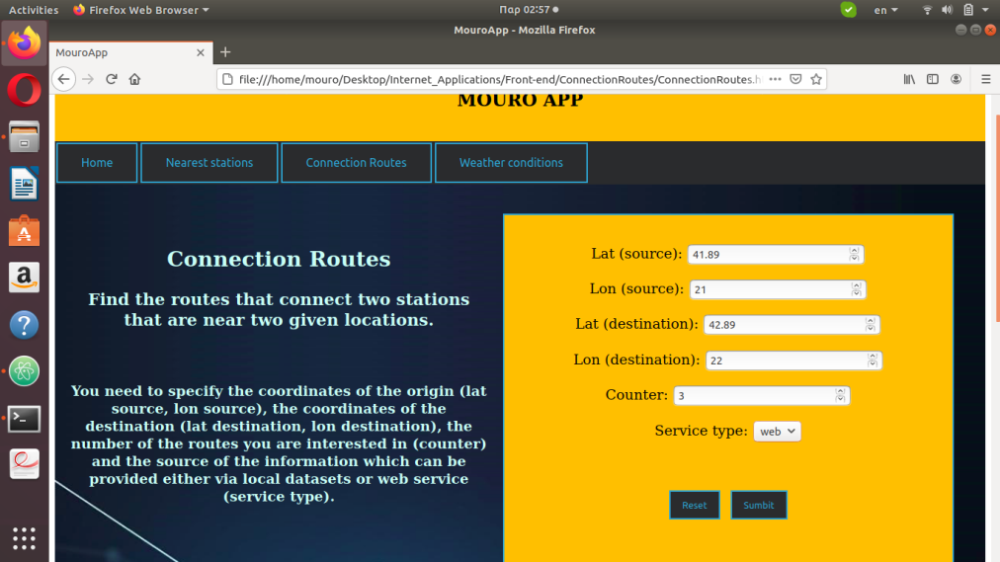 Activities
Firefox Web Browser
Παρ 02:57
en
MouroApp - Mozilla Firefox
MouroApp
file:///home/mouro/Desktop/Internet_Applications/Front-end/ConnectionRoutes/ConnectionRoutes.h
MOURO APP
Home
Nearest stations
Connection Routes
Weather conditions
Connection Routes
Find the routes that connect two stations
that are near two given locations.
You need to specify the coordinates of the origin (lat
source, lon source), the coordinates of the
destination (lat destination, lon destination), the
number of the routes you are interested in (counter)
and the source of the information which can be
provided either via local datasets or web service
(service type).
Lat (source): 41.89
Lon (source): 21
Lat (destination): 42.89
Lon (destination): 22
Counter: 3
Service type: web
Reset
Sumbit